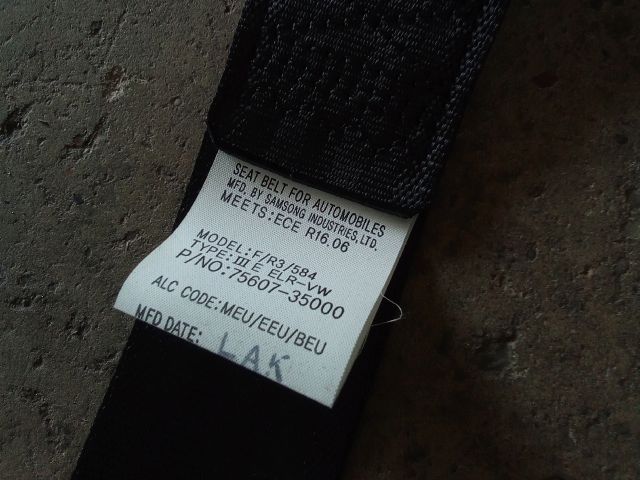 SEAT BELT FOR AUTOMOBILES
MFD. BY SAMSONG INDUSTRIES, LTD.
MEETS:ECE R16.06
MODEL:F/R3/584
TYPE:ⅢE ELR-VW
P/NO:75607-35000
ALC CODE:MEU/EEU/BEU
MFD DATE: LAK